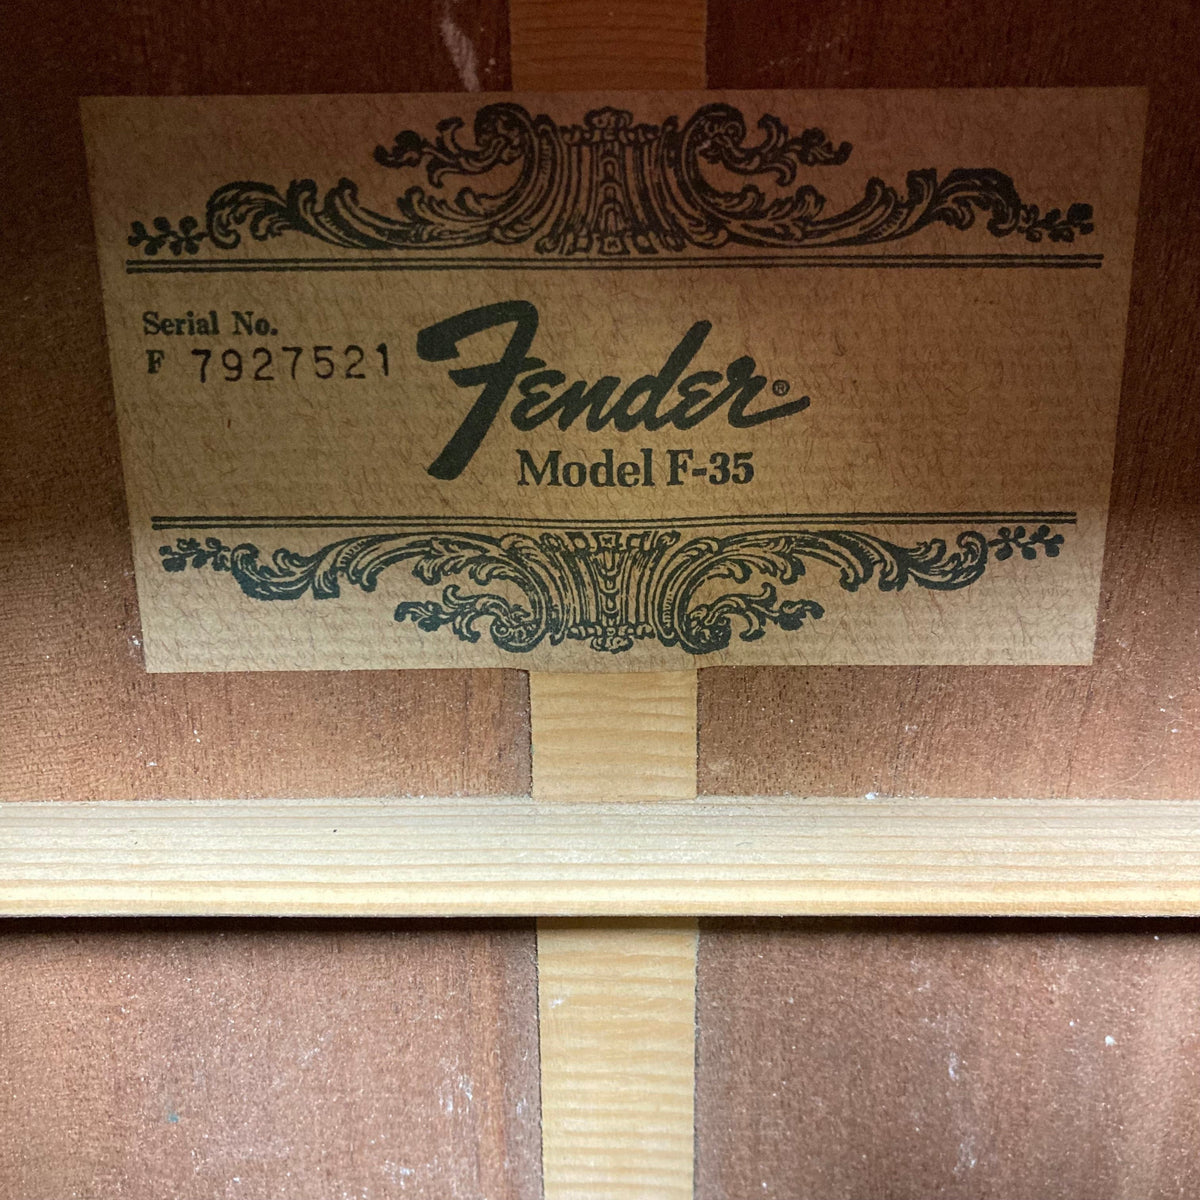 Serial No.
F 7927521
Fender®
Model F-35